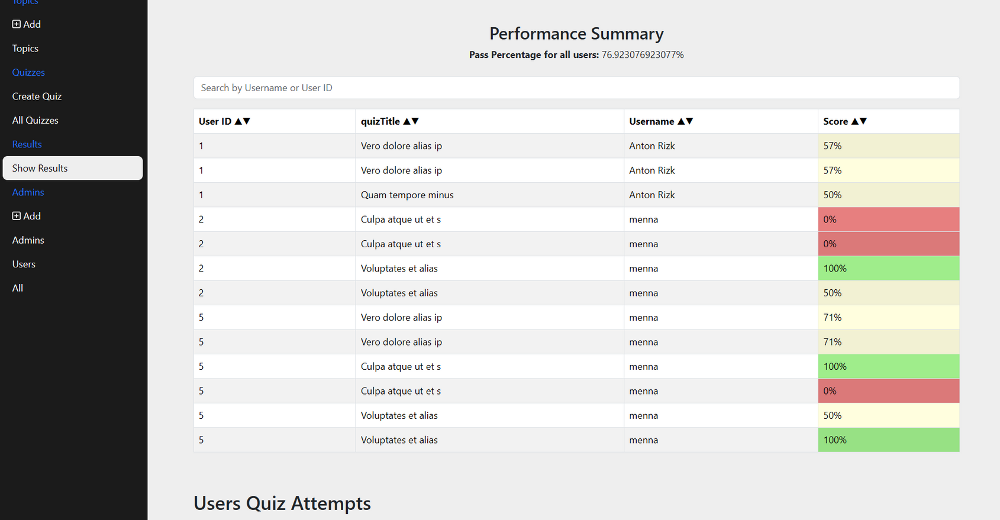 Topics
Add
Topics
Quizzes
Create Quiz
All Quizzes
Results
Show Results
Admins
Add
Admins
Users
All
Performance Summary
Pass Percentage for all users: 76.923076923077%
Search by Username or User ID
User ID ▲▼ quizTitle ▲▼ Username ▲▼ Score ▲▼
1 Vero dolore alias ip Anton Rizk 57%
1 Vero dolore alias ip Anton Rizk 57%
1 Quam tempore minus Anton Rizk 50%
2 Culpa atque ut et s menna 0%
2 Culpa atque ut et s menna 0%
2 Voluptates et alias menna 100%
2 Voluptates et alias menna 50%
5 Vero dolore alias ip menna 71%
5 Vero dolore alias ip menna 71%
5 Culpa atque ut et s menna 100%
5 Culpa atque ut et s menna 0%
5 Voluptates et alias menna 50%
5 Voluptates et alias menna 100%
Users Quiz Attempts